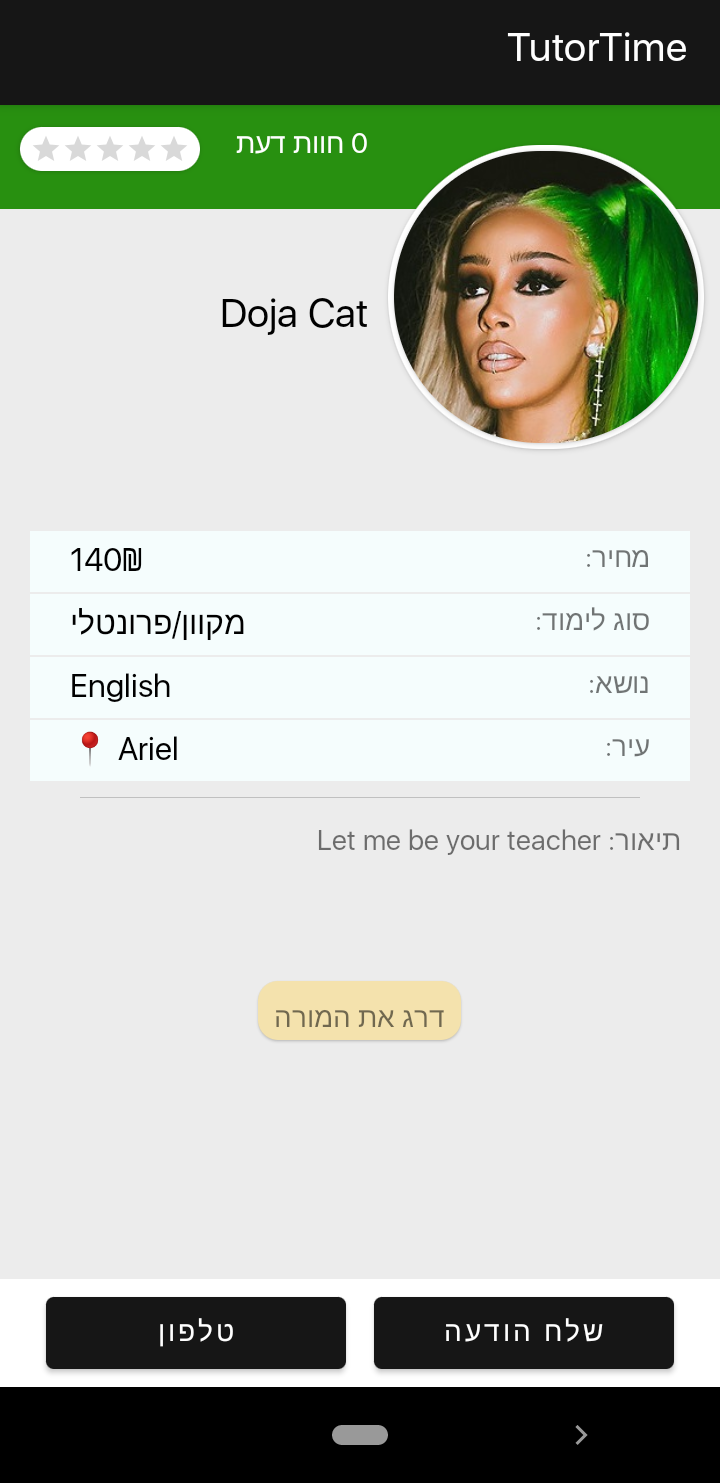 TutorTime
0 חוות דעת
Doja Cat
מחיר: 140₪
סוג לימוד: מקוון/פרונטלי
נושא: English
עיר: 📍 Ariel
תיאור: Let me be your teacher
דרג את המורה
שלח הודעה
טלפון